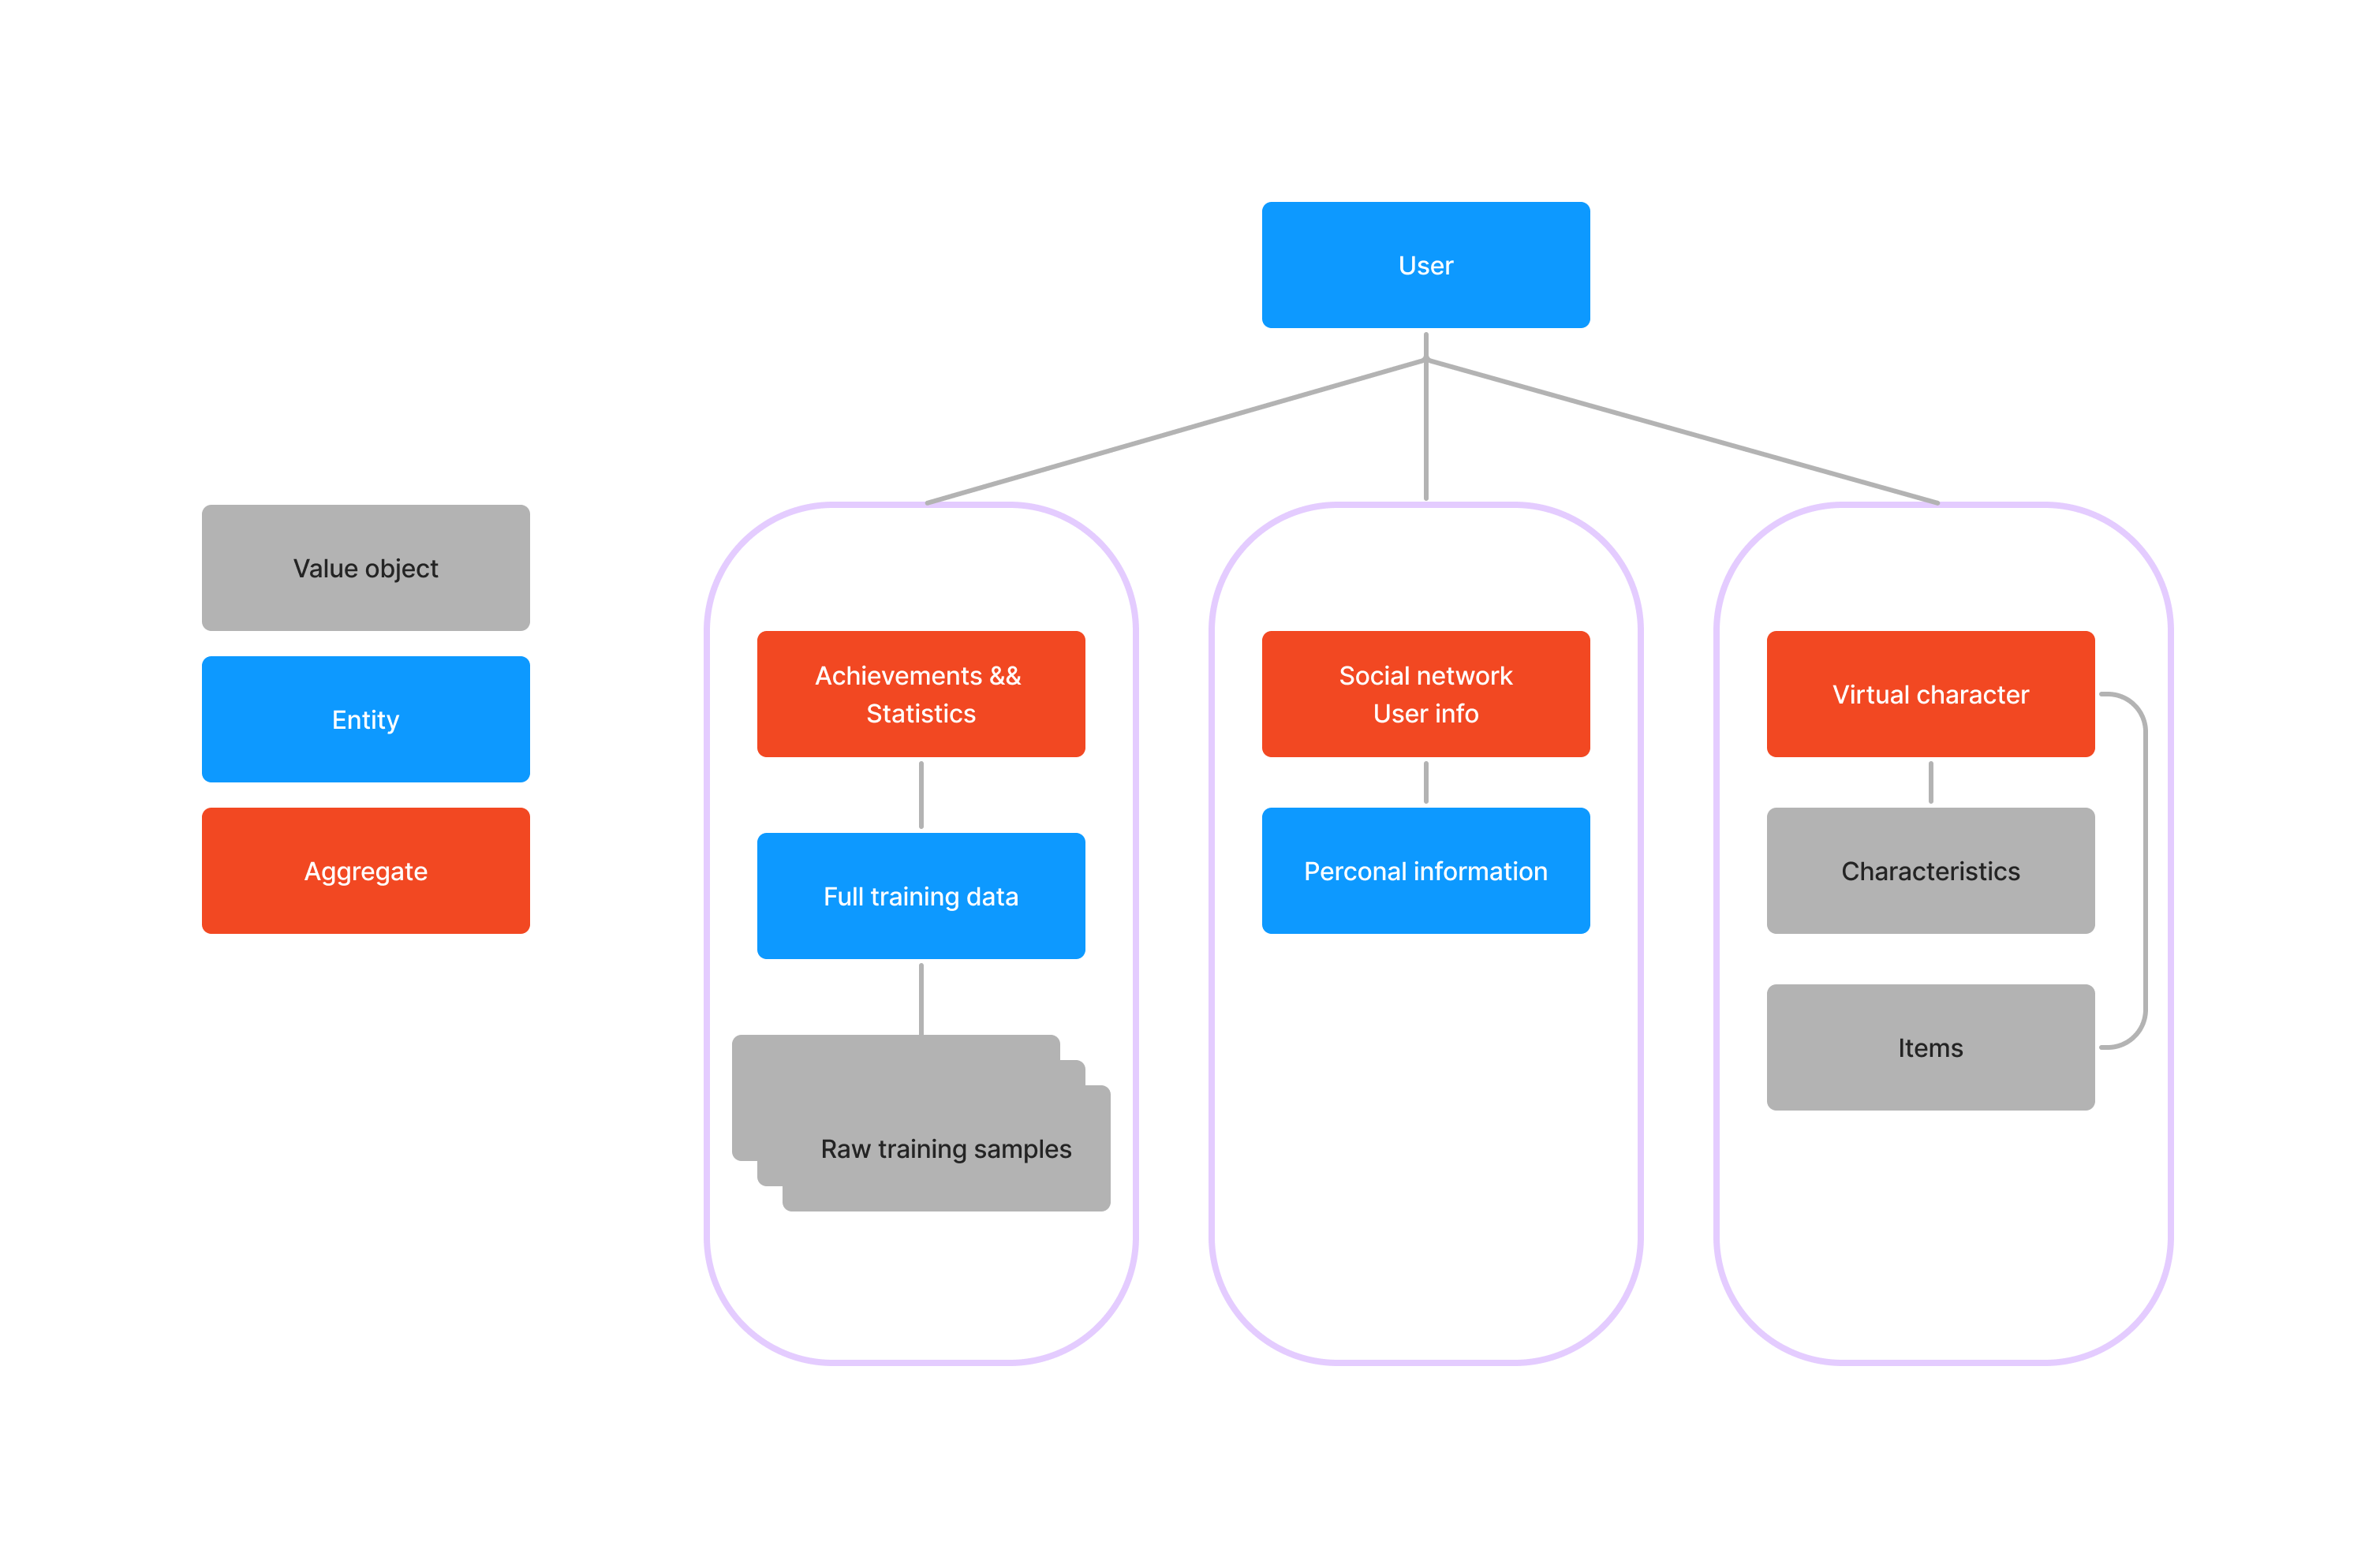 User
Value object
Entity
Aggregate
Achievements &&
Statistics
Full training data
Raw training samples
Social network
User info
Perconal information
Virtual character
Characteristics
Items